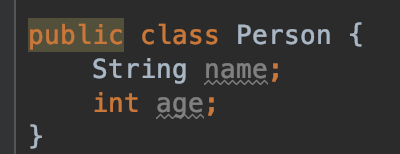 public class Person {
    String name;
    int age;
}